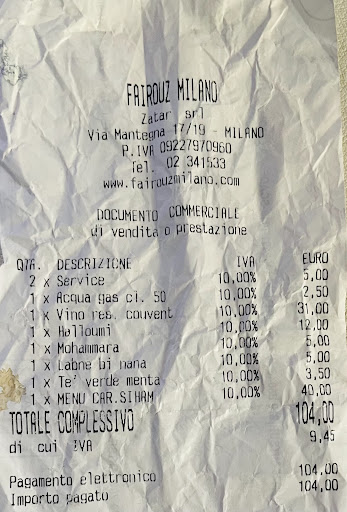 FAIROUZ MILANO
Zatar srl
Via Mantegna 17/19 - MILANO
P.IVA 09227970960
Tel. 02 341533
www.fairouzmilano.com
DOCUMENTO COMMERCIALE
di vendita o prestazione
QTA. DESCRIZIONE IVA EURO
2 x Service 10,00% 5,00
1 x Acqua gas cl. 50 10,00% 2,50
1 x Vino res. couvent 10,00% 31,00
1 x Halloumi 10,00% 12,00
1 x Mohammara 10,00% 5,00
1 x Labne bi nana 10,00% 5,00
1 x Te' verde menta 10,00% 3,50
1 x MENU CAR.SIHAM 10,00% 40,00
TOTALE COMPLESSIVO 104,00
di cui IVA 9,45
Pagamento elettronico 104,00
Importo pagato 104,00